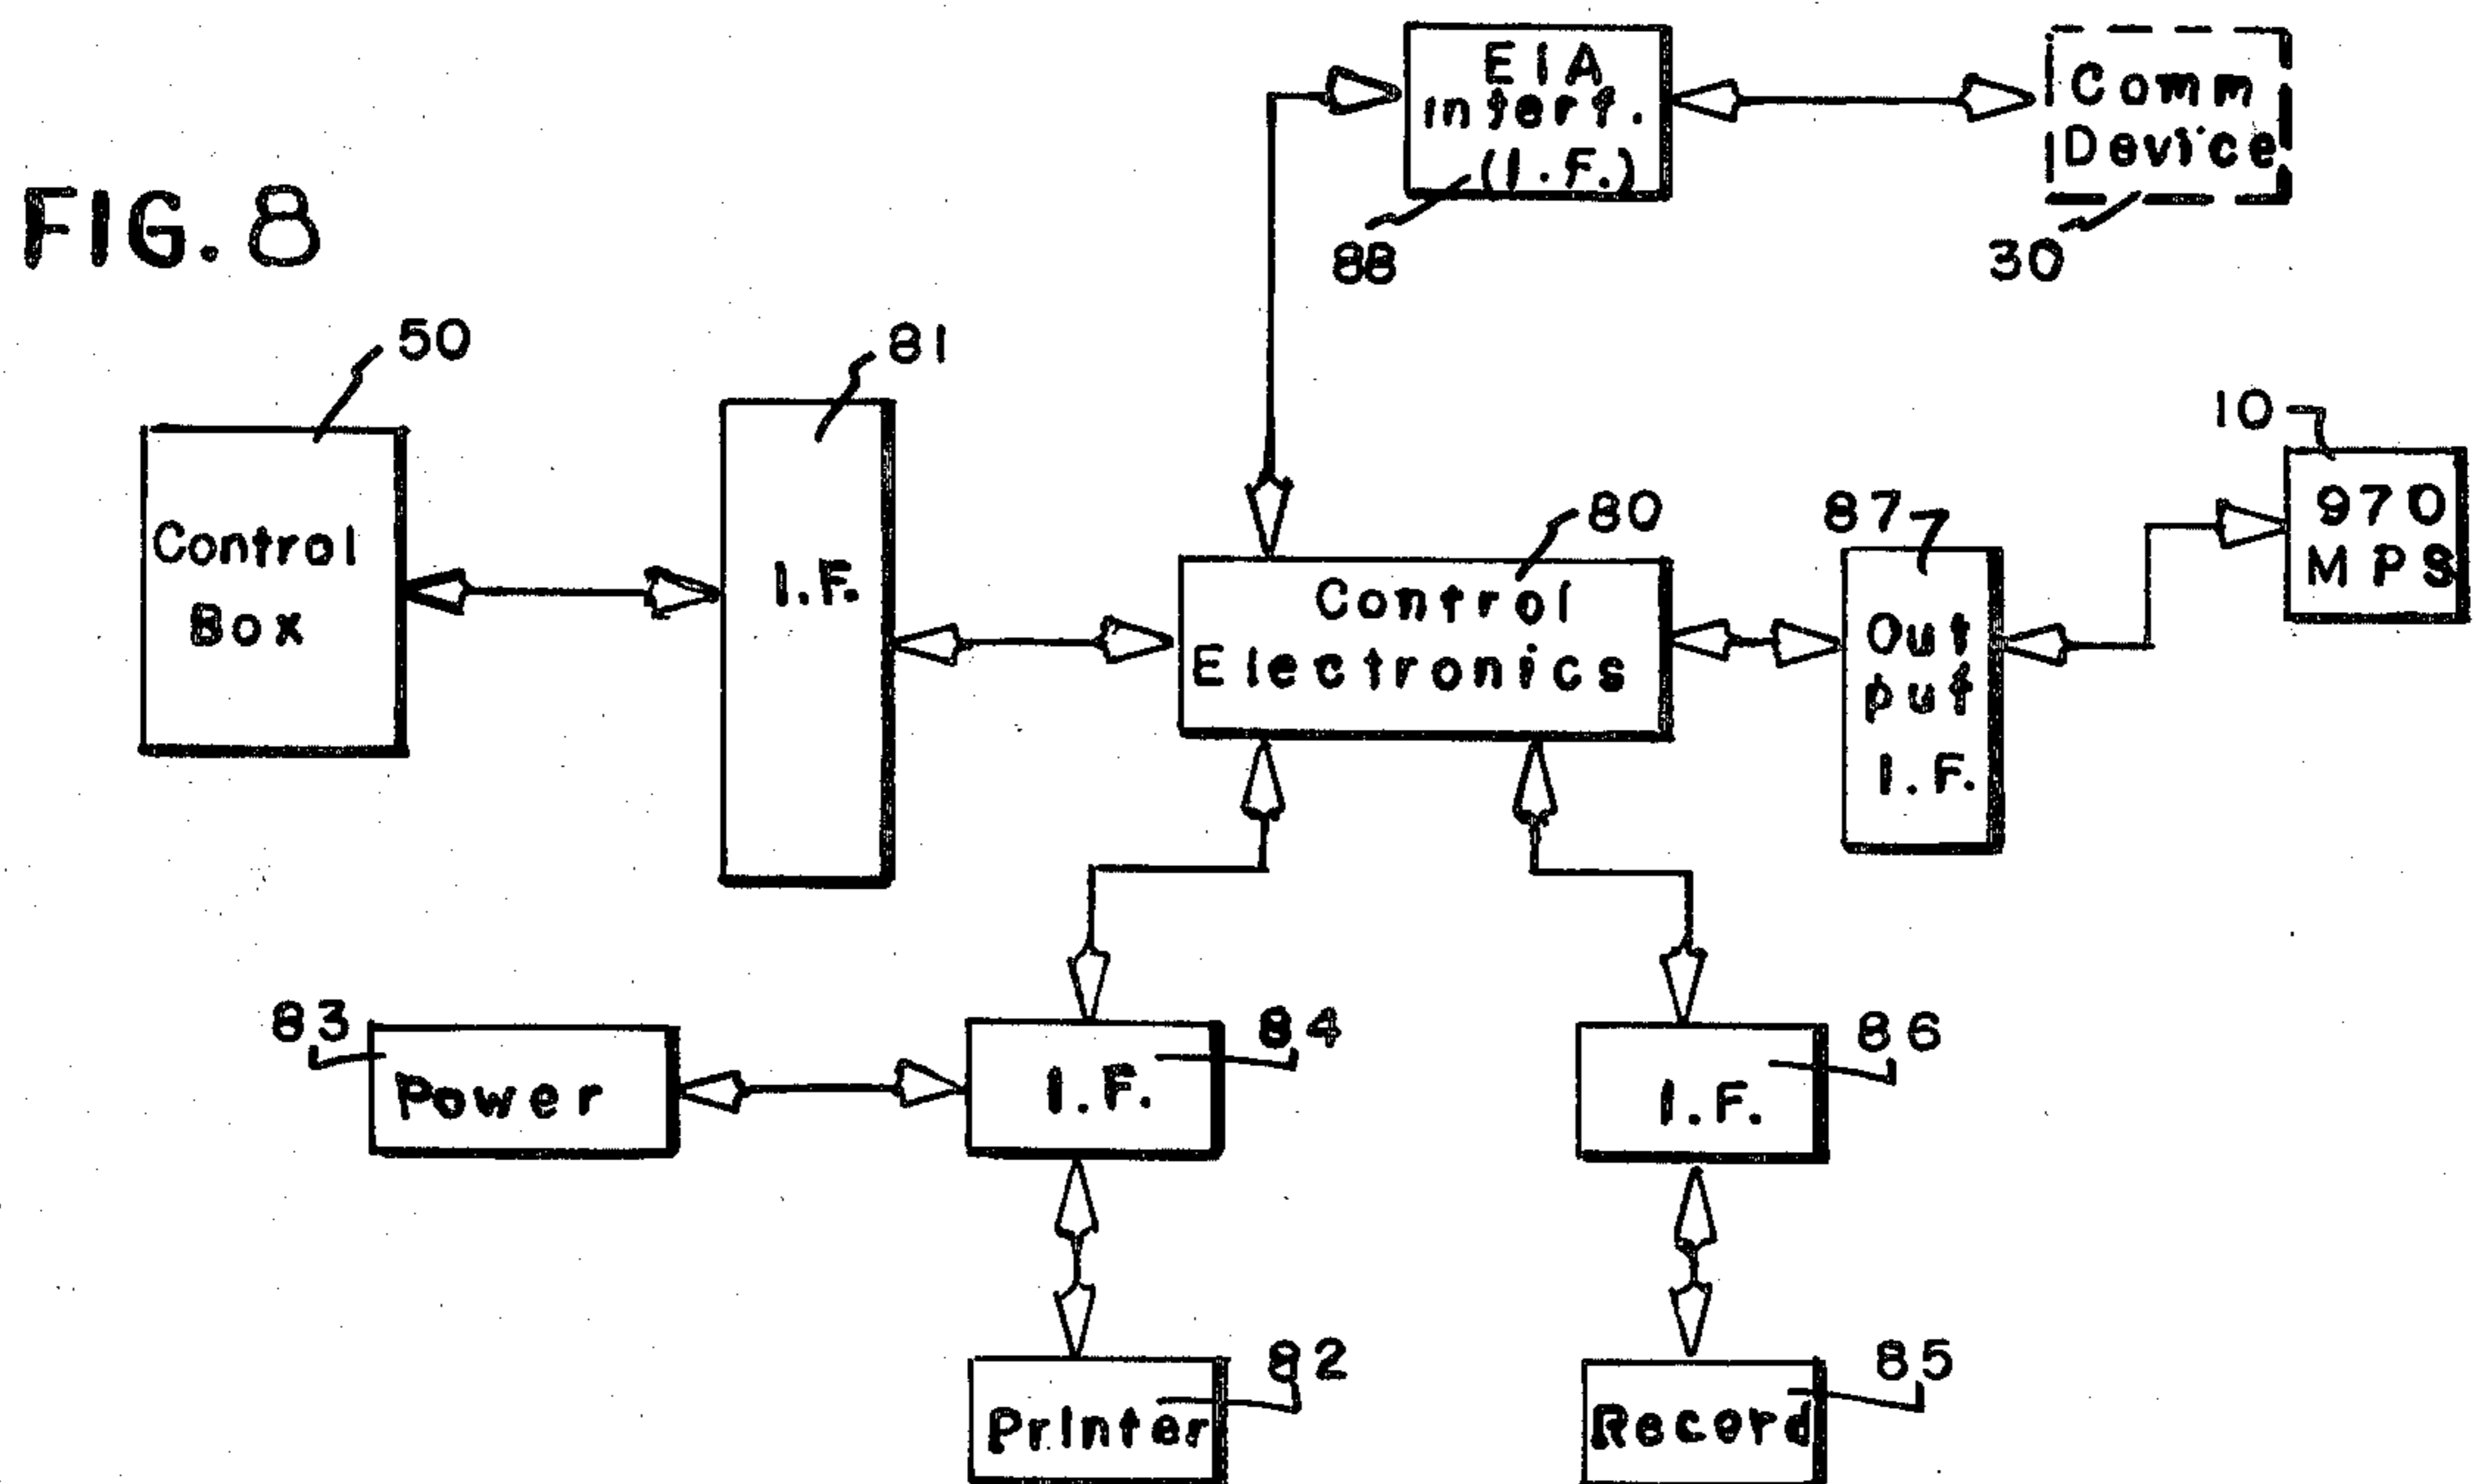 FIG. 8
EIA
Interf.
(I.F.)
88
Comm
Device
30
50
Control
Box
81
I.F.
80
Control
Electronics
87
Out
put
I.F.
10
970
MPS
83
Power
84
I.F.
86
I.F.
82
Printer
85
Record